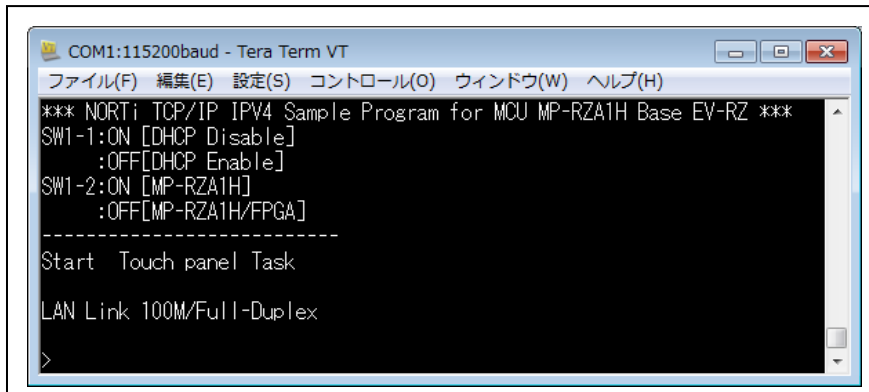 COM1:115200baud - Tera Term VT
ファイル(F) 編集(E) 設定(S) コントロール(O) ウィンドウ(W) ヘルプ(H)
*** NORTi TCP/IP IPV4 Sample Program for MCU MP-RZA1H Base EV-RZ ***
SW1-1:ON [DHCP Disable]
:OFF[DHCP Enable]
SW1-2:ON [MP-RZA1H]
:OFF[MP-RZA1H/FPGA]
---------------------------
Start Touch panel Task
LAN Link 100M/Full-Duplex
>